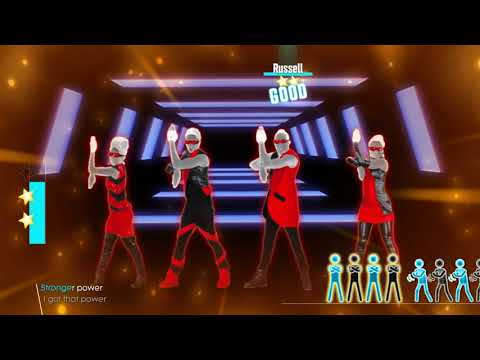 Russell
GOOD
Stronger power
I got that power